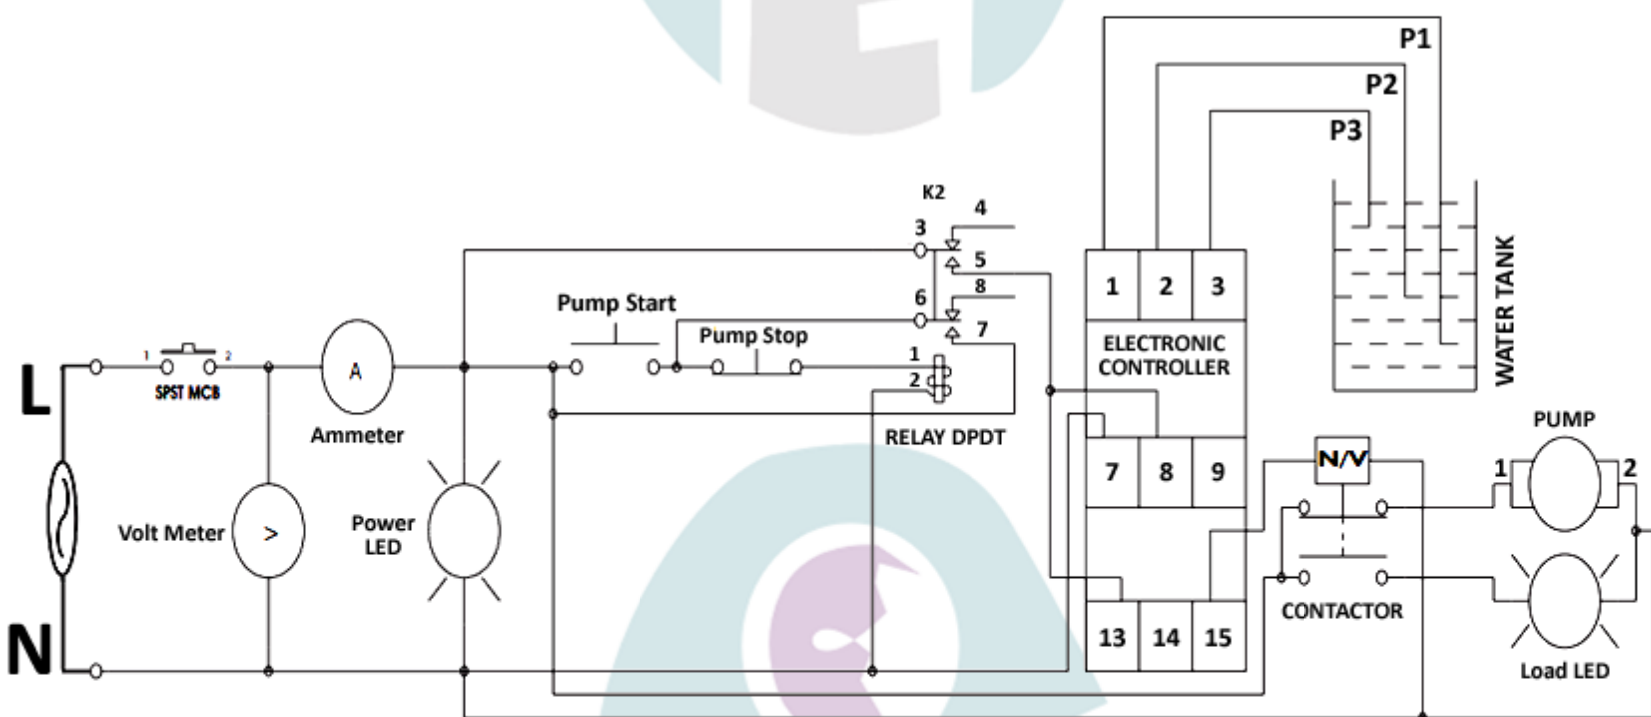 P1
P2
P3
K2
4
3
5
8
6
7
1
2
1 2 3
Pump Start
Pump Stop
ELECTRONIC
CONTROLLER
WATER TANK
L
1 2
SPST MCB
A
Ammeter
RELAY DPDT
PUMP
7 8 9
N/V
1 2
Volt Meter
>
Power
LED
CONTACTOR
N
13 14 15
Load LED